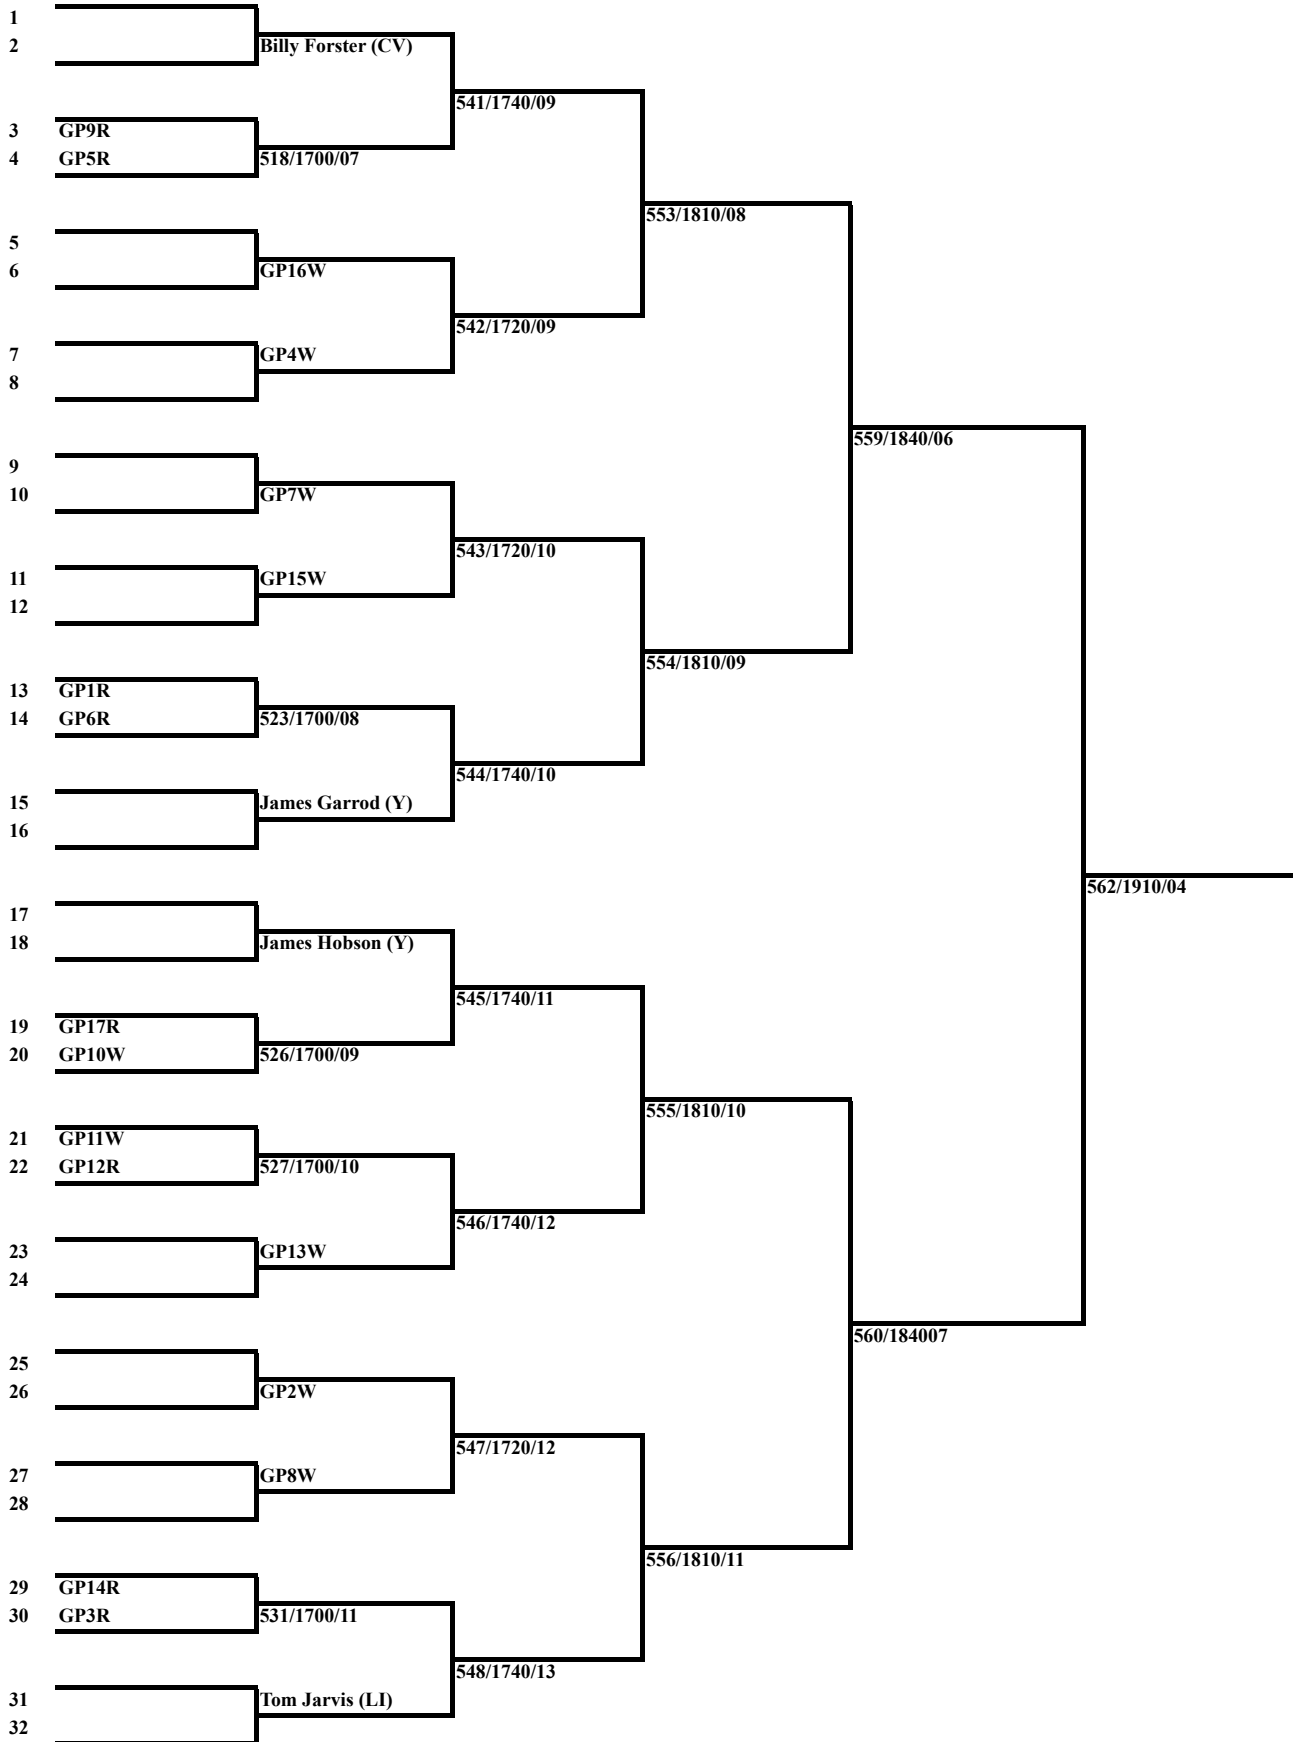 1
2 Billy Forster (CV)
541/1740/09
3 GP9R
4 GP5R 518/1700/07
553/1810/08
5
6 GP16W
542/1720/09
7 GP4W
8
559/1840/06
9
10 GP7W
543/1720/10
11 GP15W
12
554/1810/09
13 GP1R
14 GP6R 523/1700/08
544/1740/10
15 James Garrod (Y)
16
562/1910/04
17
18 James Hobson (Y)
545/1740/11
19 GP17R
20 GP10W 526/1700/09
555/1810/10
21 GP11W
22 GP12R 527/1700/10
546/1740/12
23 GP13W
24
560/184007
25
26 GP2W
547/1720/12
27 GP8W
28
556/1810/11
29 GP14R
30 GP3R 531/1700/11
548/1740/13
31 Tom Jarvis (LI)
32